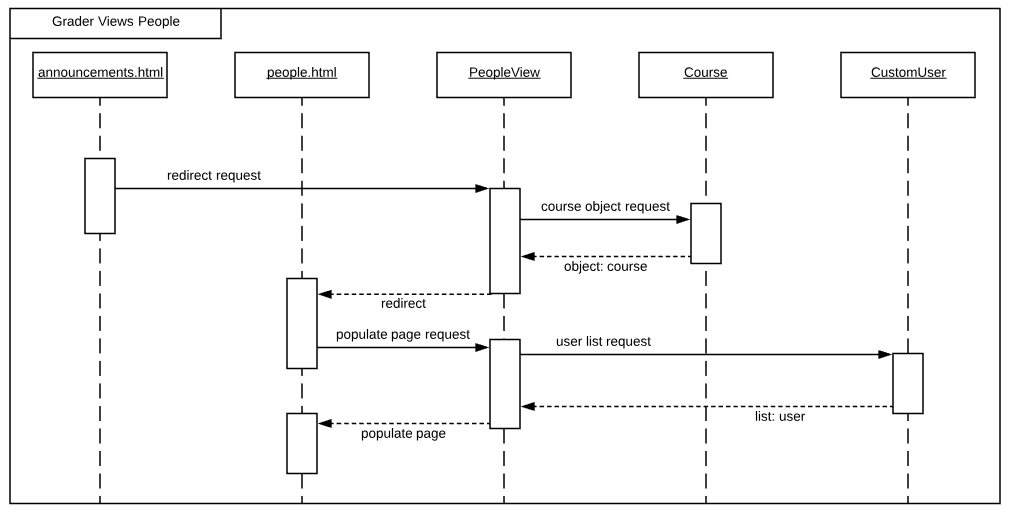 Grader Views People
announcements.html
people.html
PeopleView
Course
CustomUser
redirect request
course object request
object: course
redirect
populate page request
user list request
list: user
populate page